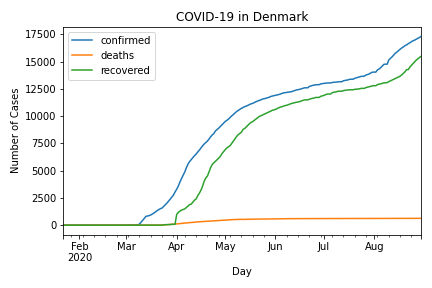 COVID-19 in Denmark
confirmed
deaths
recovered
17500
15000
12500
10000
7500
5000
2500
0
Number of Cases
Feb Mar Apr May Jun Jul Aug
2020
Day